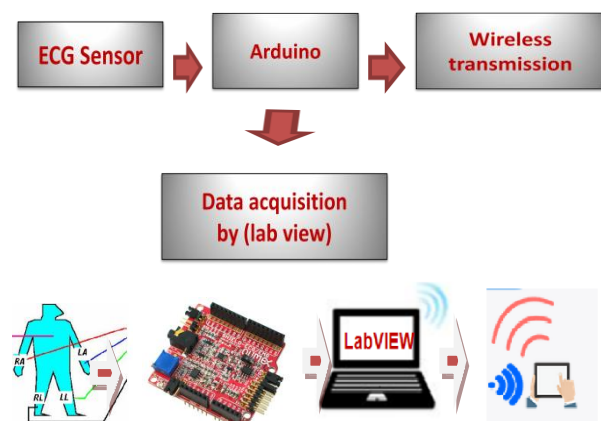 ECG Sensor
Arduino
Wireless
transmission
Data acquisition
by (lab view)
RA
LA
RL
LL
LabVIEW